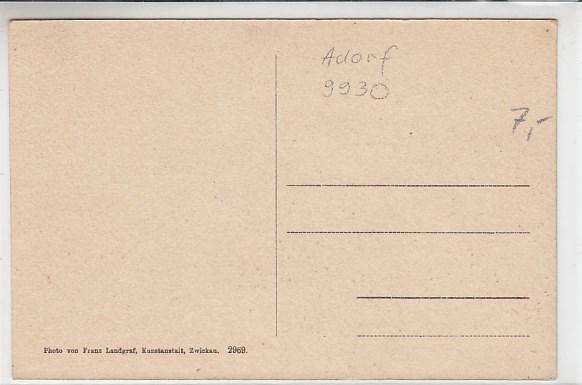 Adorf
9930
7,-
Photo von Franz Landgraf, Kunstanstalt, Zwickau. 2969.